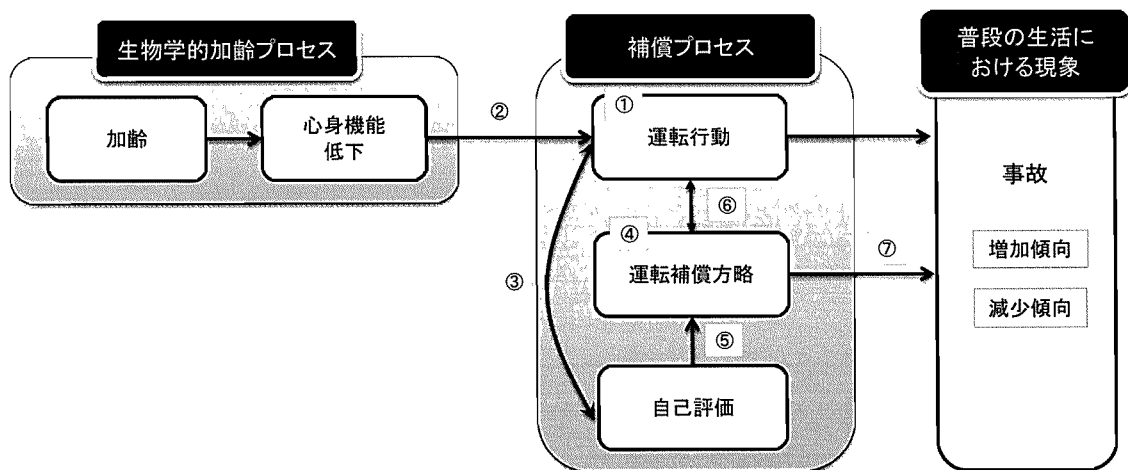 生物学的加齢プロセス
補償プロセス
普段の生活に
おける現象
加齢
心身機能
低下
②
①
運転行動
事故
⑥
④
運転補償方略
③
⑦
増加傾向
減少傾向
⑤
自己評価